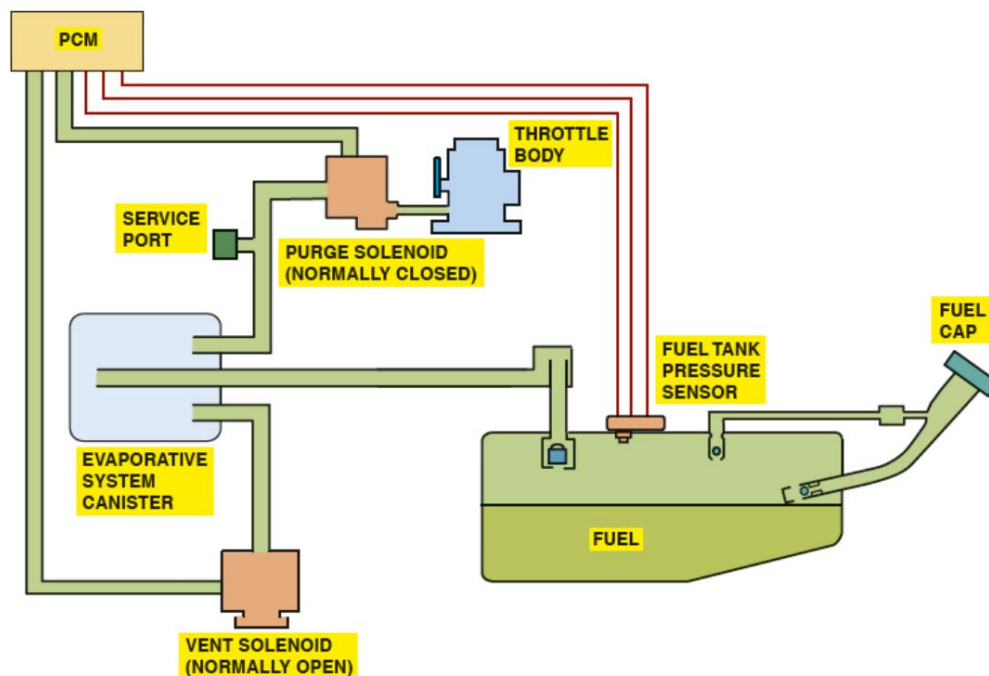 PCM
THROTTLE
BODY
SERVICE
PORT
PURGE SOLENOID
(NORMALLY CLOSED)
FUEL
CAP
FUEL TANK
PRESSURE
SENSOR
EVAPORATIVE
SYSTEM
CANISTER
FUEL
VENT SOLENOID
(NORMALLY OPEN)